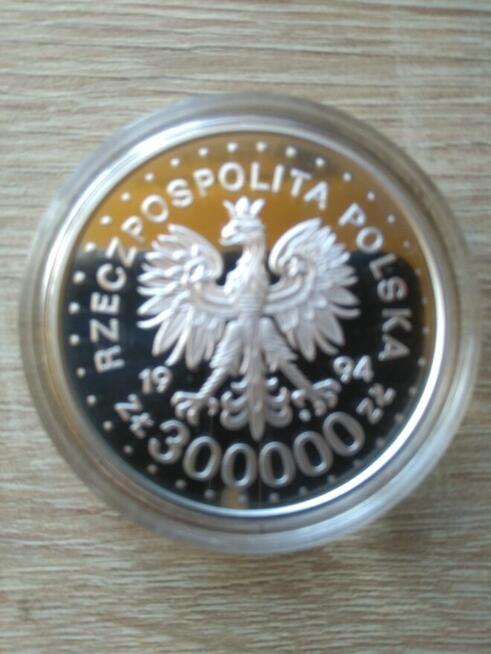 RZECZPOSPOLITA POLSKA
19 94
ZŁ 300000 ZŁ